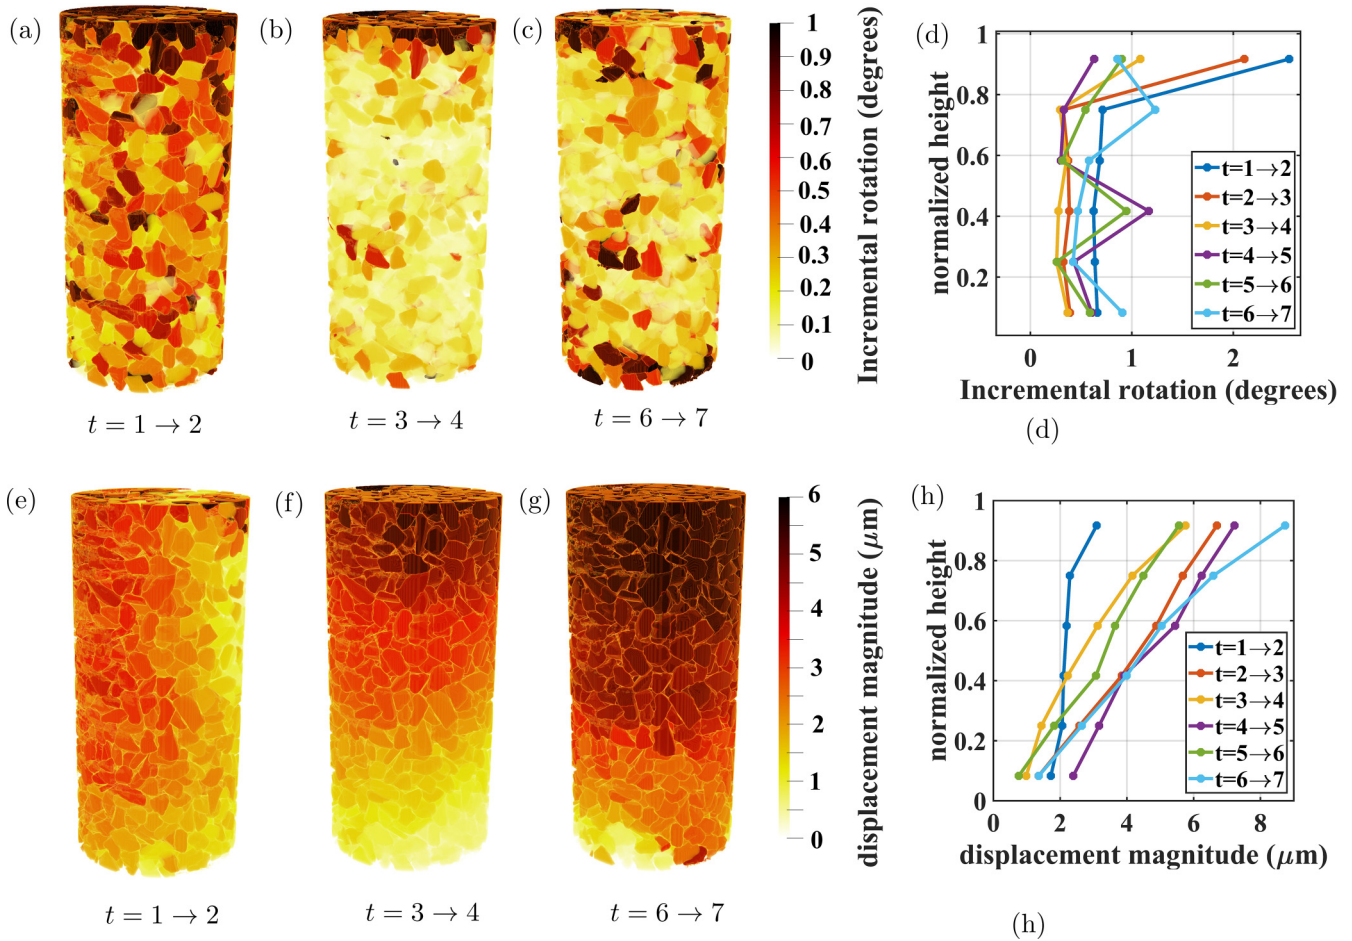 (a)
(b)
(c)
1
0.9
0.8
0.7
0.6
0.5
0.4
0.3
0.2
0.1
0
Incremental rotation (degrees)
t = 1 → 2
t = 3 → 4
t = 6 → 7
(d)
1
0.8
0.6
0.4
0.2
normalized height
t=1→2
t=2→3
t=3→4
t=4→5
t=5→6
t=6→7
0 1 2
Incremental rotation (degrees)
(d)
(e)
(f)
(g)
6
5
4
3
2
1
0
displacement magnitude (μm)
t = 1 → 2
t = 3 → 4
t = 6 → 7
(h)
1
0.8
0.6
0.4
0.2
0
normalized height
t=1→2
t=2→3
t=3→4
t=4→5
t=5→6
t=6→7
0 2 4 6 8
displacement magnitude (μm)
(h)